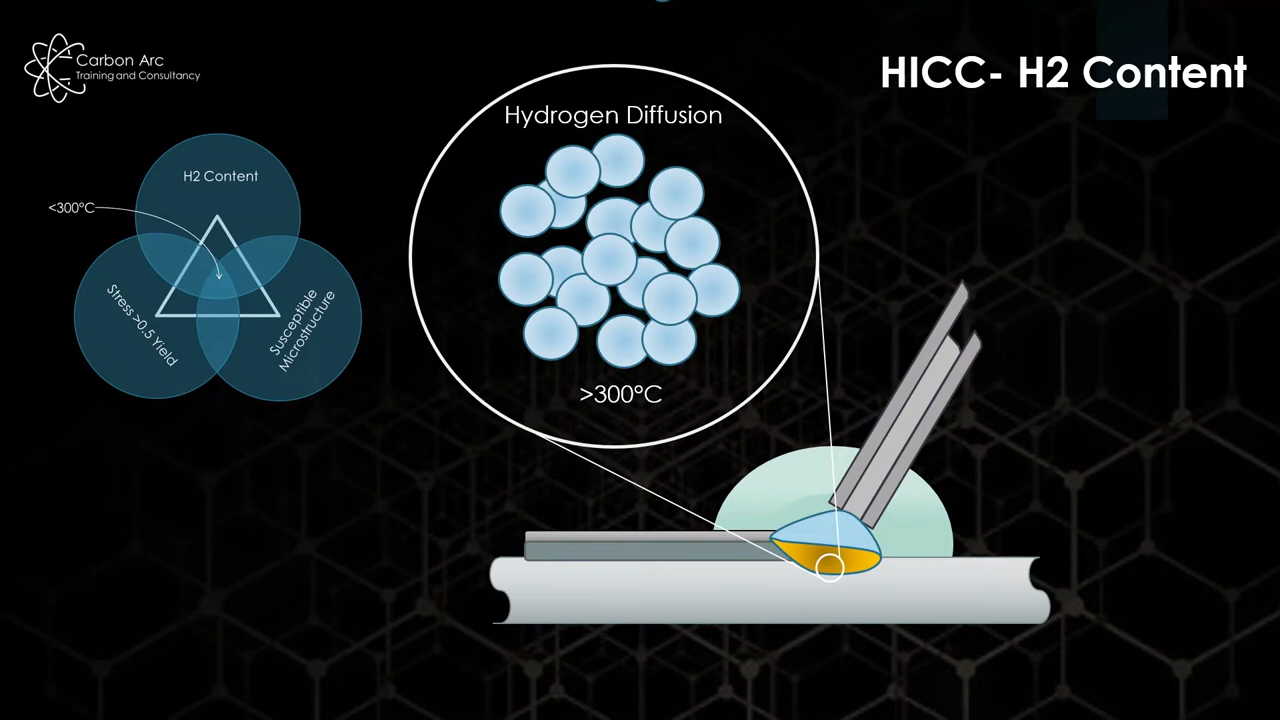 Carbon Arc
Training and Consultancy
HICC- H2 Content
Hydrogen Diffusion
H2 Content
<300°C
Stress >0.5 Yield
Susceptible
Microstructure
>300°C